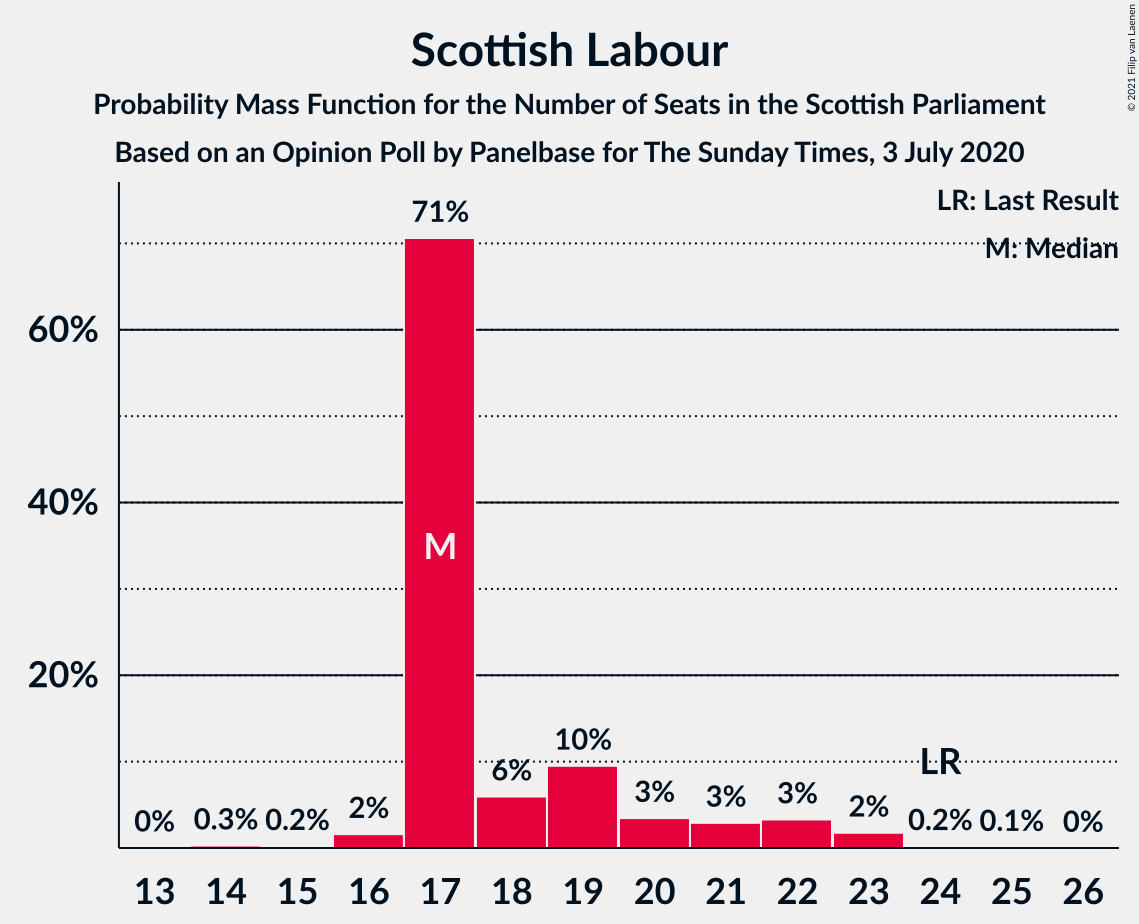 Scottish Labour
Probability Mass Function for the Number of Seats in the Scottish Parliament
Based on an Opinion Poll by Panelbase for The Sunday Times, 3 July 2020
© 2021 Filip van Laenen
LR: Last Result
M: Median
60%
40%
20%
0%
0.3%
0.2%
2%
71%
M
6%
10%
3%
3%
3%
2%
LR
0.2%
0.1%
0%
13 14 15 16 17 18 19 20 21 22 23 24 25 26